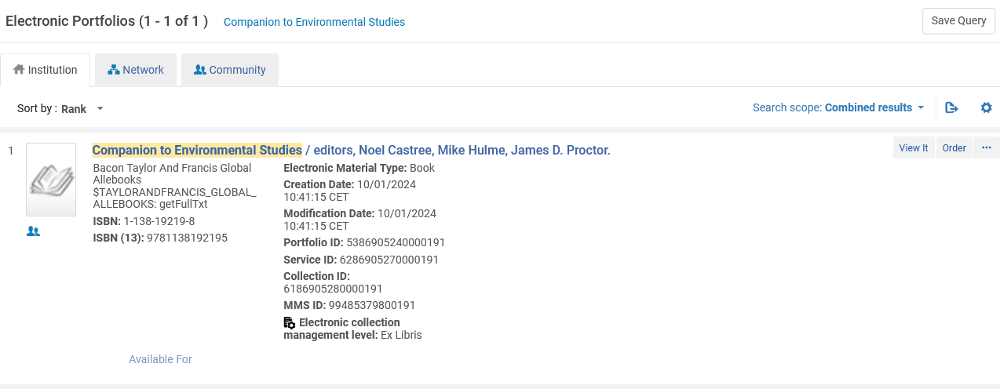 Electronic Portfolios (1 - 1 of 1 ) Companion to Environmental Studies Save Query
Institution Network Community
Sort by : Rank Search scope: Combined results
1 Companion to Environmental Studies / editors, Noel Castree, Mike Hulme, James D. Proctor. View It Order ...
Bacon Taylor And Francis Global
Allebooks
$TAYLORANDFRANCIS_GLOBAL_
ALLEBOOKS: getFullTxt
ISBN: 1-138-19219-8
ISBN (13): 9781138192195
Electronic Material Type: Book
Creation Date: 10/01/2024
10:41:15 CET
Modification Date: 10/01/2024
10:41:15 CET
Portfolio ID: 5386905240000191
Service ID: 6286905270000191
Collection ID:
6186905280000191
MMS ID: 99485379800191
Electronic collection
management level: Ex Libris
Available For